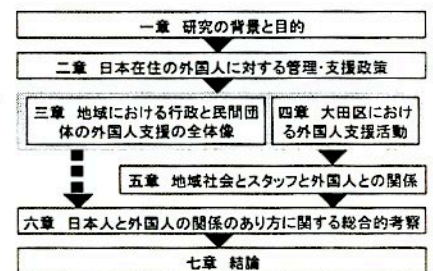 一章 研究の背景と目的
二章 日本在住の外国人に対する管理・支援政策
三章 地域における行政と民間団
体の外国人支援の全体像
四章 大田区におけ
る外国人支援活動
五章 地域社会とスタッフと外国人との関係
六章 日本人と外国人の関係のあり方に関する総合的考察
七章 結論